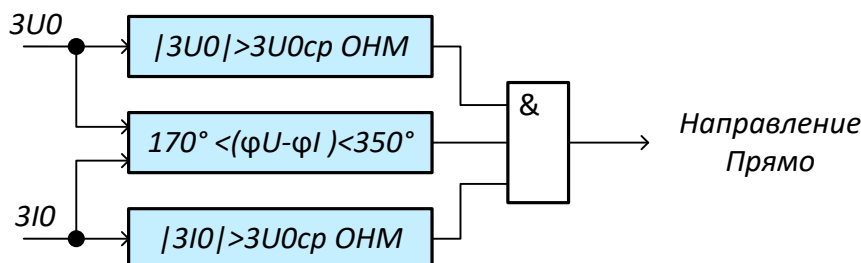 3U0
|3U0|>3U0ср ОНМ
&
170° <(φU-φI )<350°
Направление
Прямо
3I0
|3I0|>3U0ср ОНМ